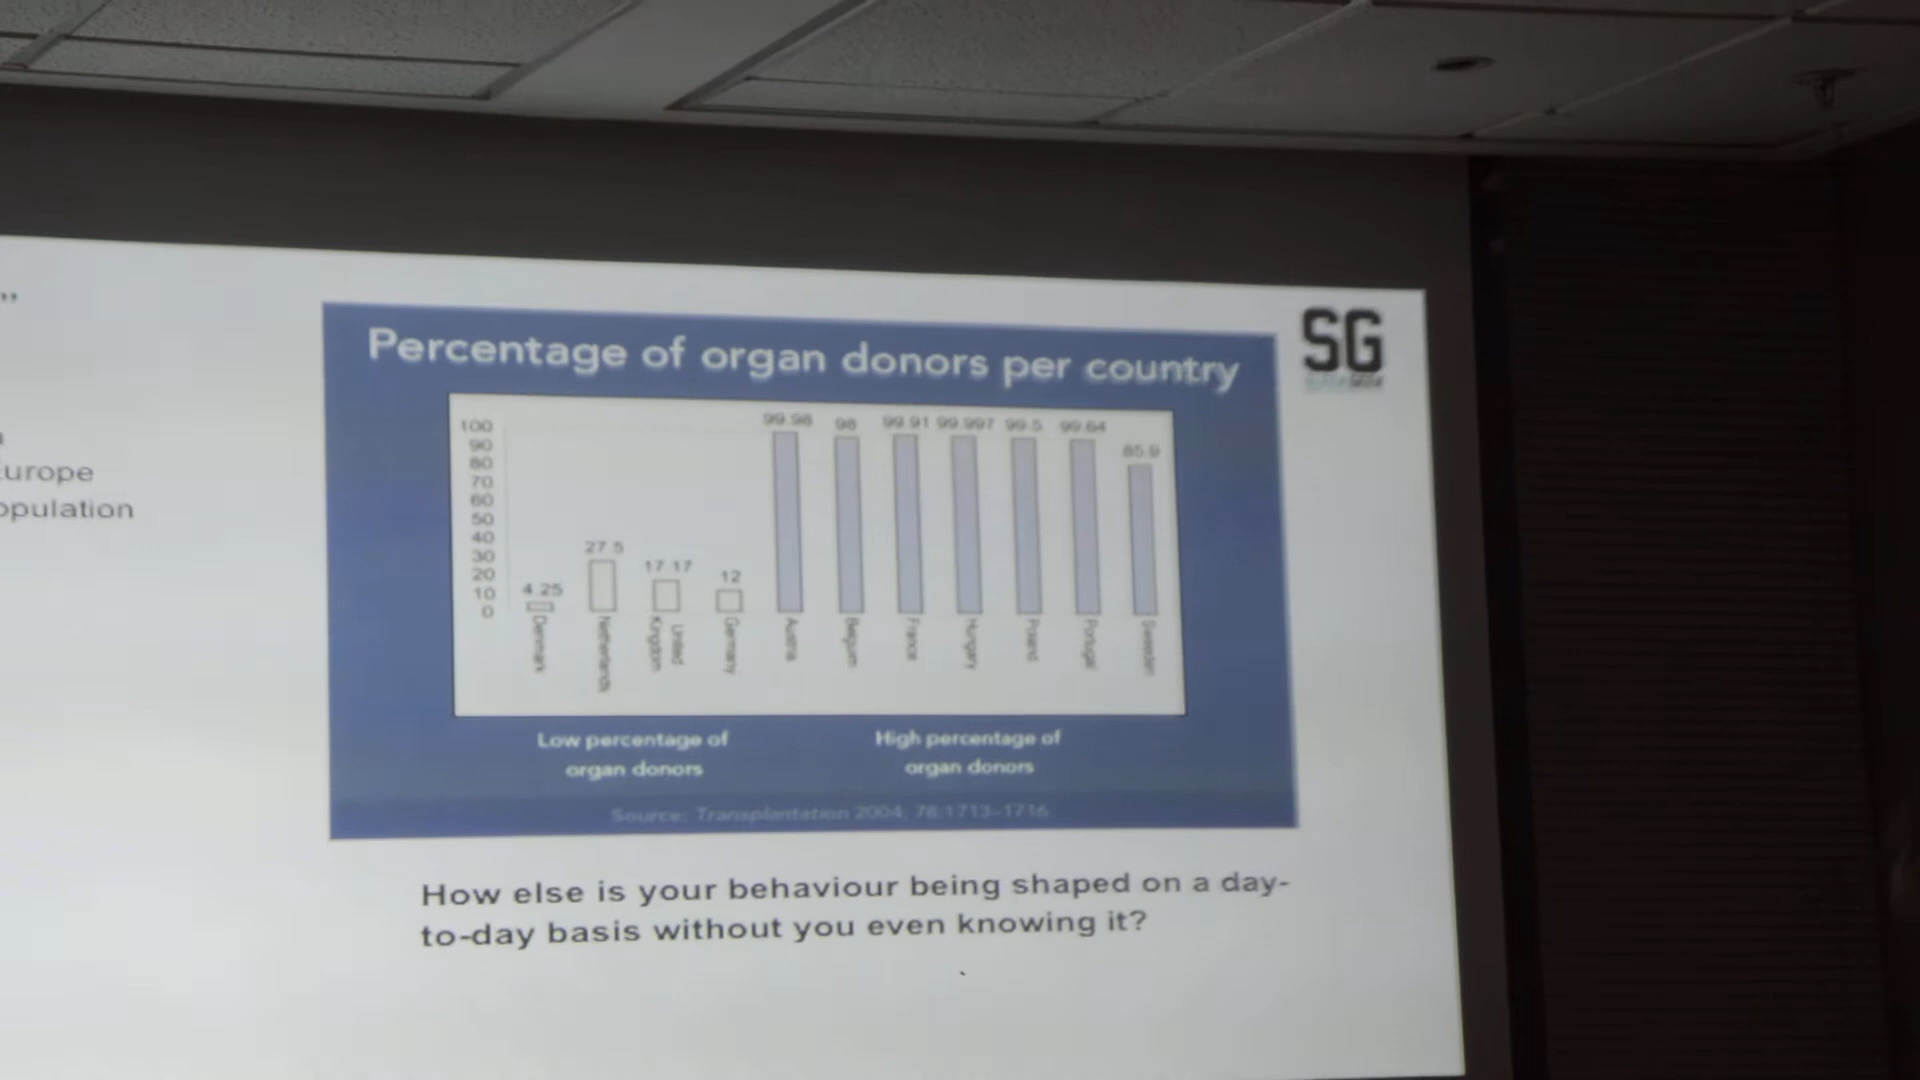 ”
urope
opulation
Percentage of organ donors per country
SG
100
90
80
70
60
50
40
30
20
10
0
4.25
27.5
17.17
12
99.98
98
99.91
99.997
99.5
99.64
85.9
Denmark
Netherlands
United
Kingdom
Germany
Austria
Belgium
France
Hungary
Poland
Portugal
Sweden
Low percentage of
organ donors
High percentage of
organ donors
Source: Transplantation 2004; 78:1713–1716
How else is your behaviour being shaped on a day-
to-day basis without you even knowing it?